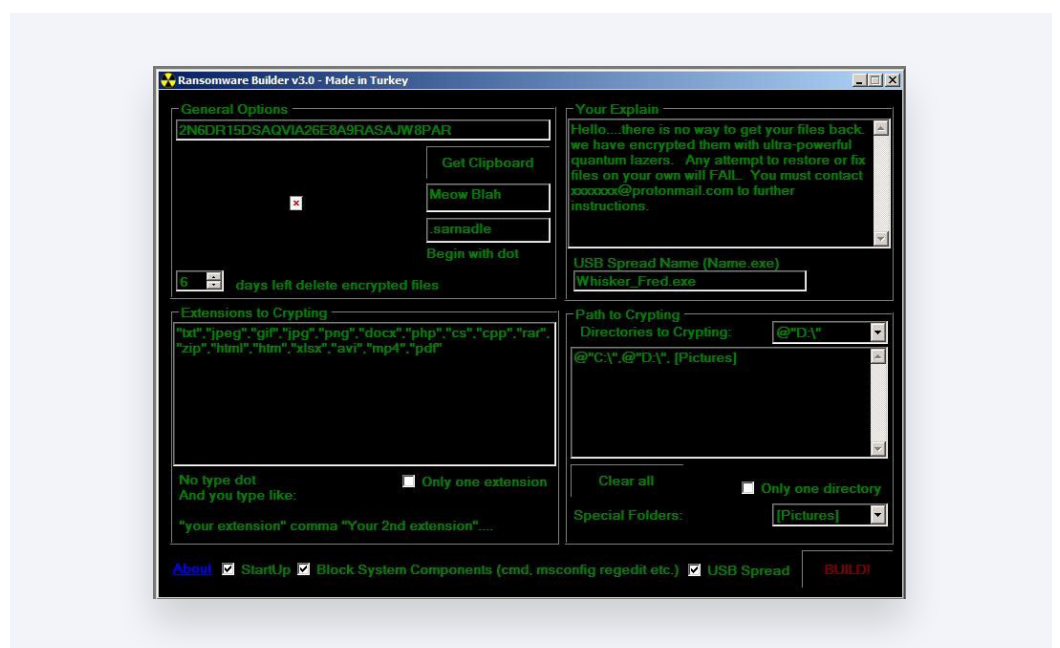 Ransomware Builder v3.0 - Made in Turkey
General Options
2N6DR15DSAQVIA26E8A9RASAJW8PAR
Get Clipboard
Meow Blah
.sarnadle
Begin with dot
6 days left delete encrypted files
Your Explain
Hello....there is no way to get your files back.
we have encrypted them with ultra-powerful
quantum lazers. Any attempt to restore or fix
files on your own will FAIL. You must contact
xxxxxxx@protonmail.com to further
instructions.
USB Spread Name (Name.exe)
Whisker_Fred.exe
Extensions to Crypting
"txt","jpeg","gif","jpg","png","docx","php","cs","cpp","rar",
"zip","html","htm","xlsx","avi","mp4","pdf"
No type dot
Only one extension
And you type like:
"your extension" comma "Your 2nd extension"....
Path to Crypting
Directories to Crypting: @"D:\"
@"C:\",@"D:\", [Pictures]
Clear all
Only one directory
Special Folders: [Pictures]
About StartUp Block System Components (cmd, msconfig regedit etc.) USB Spread BUILD!